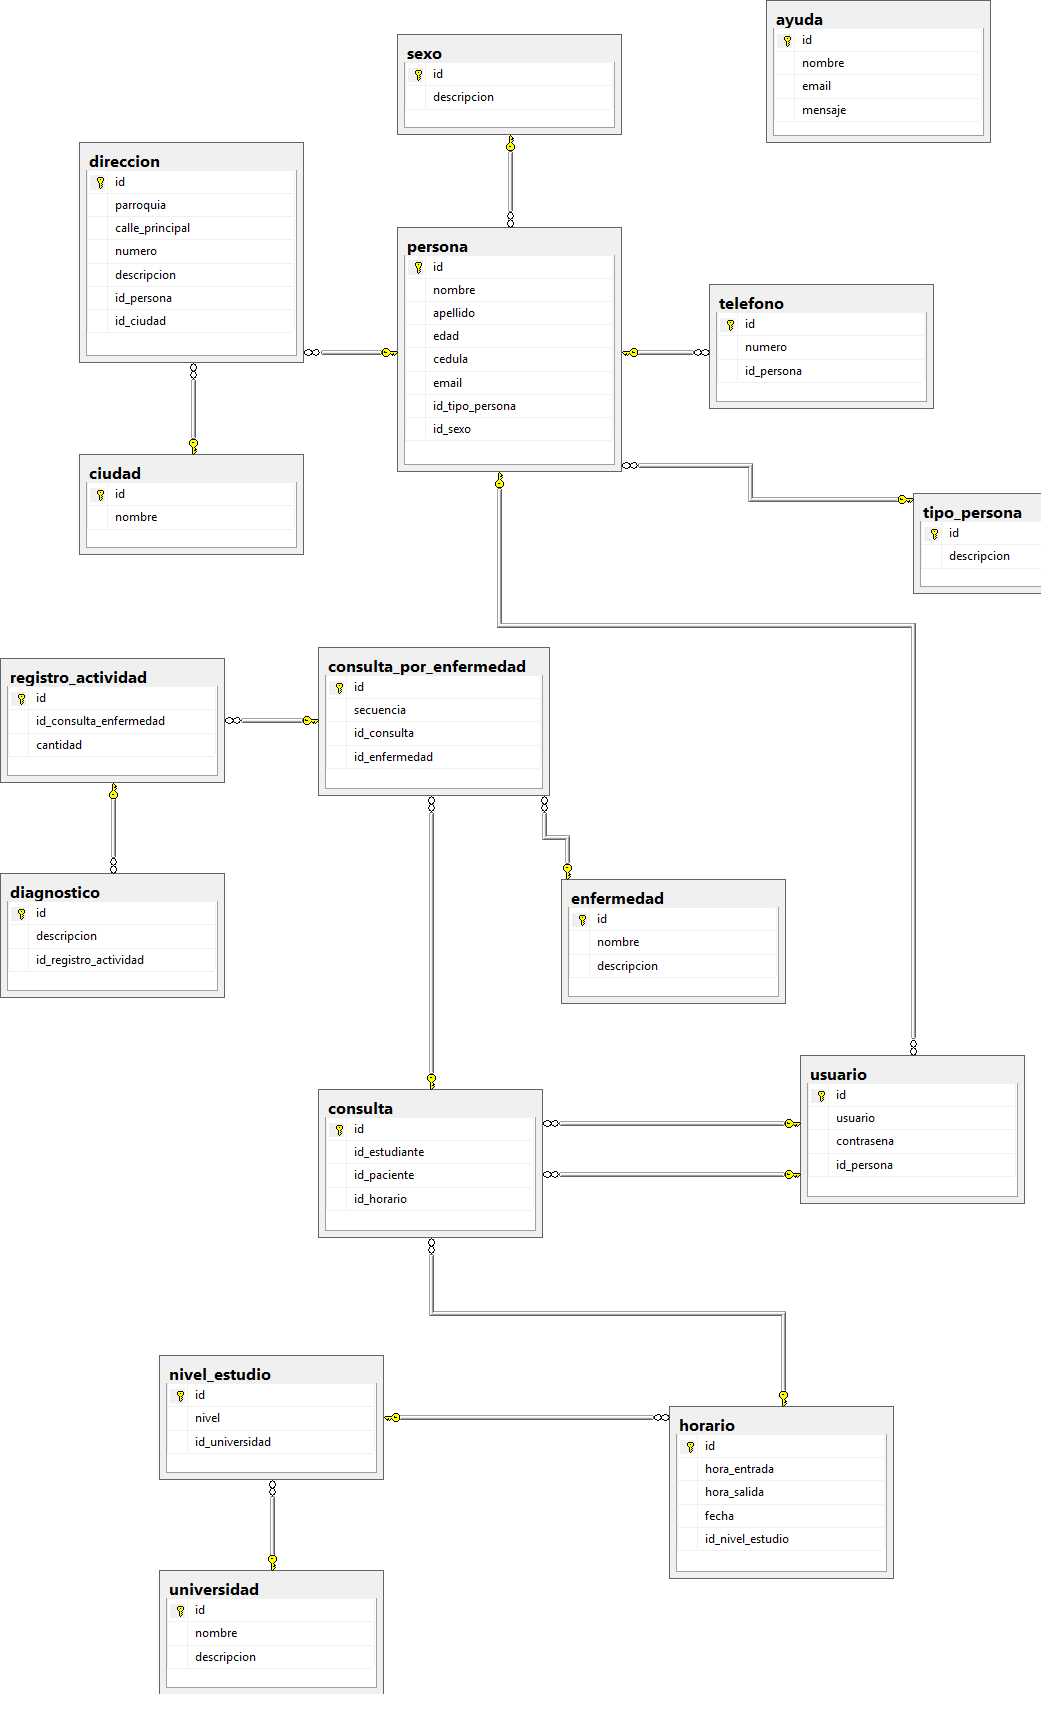 ayuda
id
nombre
email
mensaje
sexo
id
descripcion
direccion
id
parroquia
calle_principal
numero
descripcion
id_persona
id_ciudad
persona
id
nombre
apellido
edad
cedula
email
id_tipo_persona
id_sexo
telefono
id
numero
id_persona
ciudad
id
nombre
tipo_persona
id
descripcion
registro_actividad
id
id_consulta_enfermedad
cantidad
consulta_por_enfermedad
id
secuencia
id_consulta
id_enfermedad
diagnostico
id
descripcion
id_registro_actividad
enfermedad
id
nombre
descripcion
usuario
id
usuario
contrasena
id_persona
consulta
id
id_estudiante
id_paciente
id_horario
nivel_estudio
id
nivel
id_universidad
horario
id
hora_entrada
hora_salida
fecha
id_nivel_estudio
universidad
id
nombre
descripcion